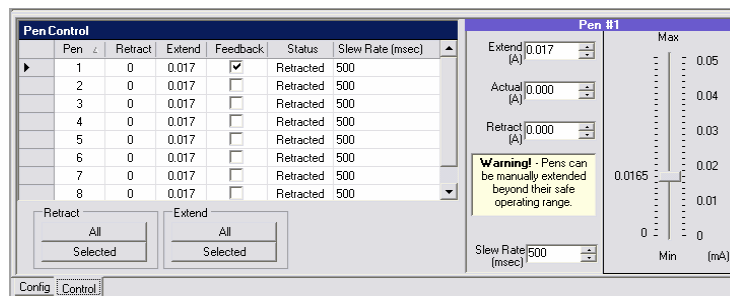 Pen Control
Pen Retract Extend Feedback Status Slew Rate (msec)
1 0 0.017 Retracted 500
2 0 0.017 Retracted 500
3 0 0.017 Retracted 500
4 0 0.017 Retracted 500
5 0 0.017 Retracted 500
6 0 0.017 Retracted 500
7 0 0.017 Retracted 500
8 0 0.017 Retracted 500
Retract
All
Selected
Extend
All
Selected
Pen #1
Extend (A) 0.017
Actual (A) 0.000
Retract (A) 0.000
Warning! - Pens can
be manually extended
beyond their safe
operating range.
Slew Rate (msec) 500
Max
0.05
0.04
0.03
0.02
0.0165
0.01
0 0
Min (mA)
Config Control